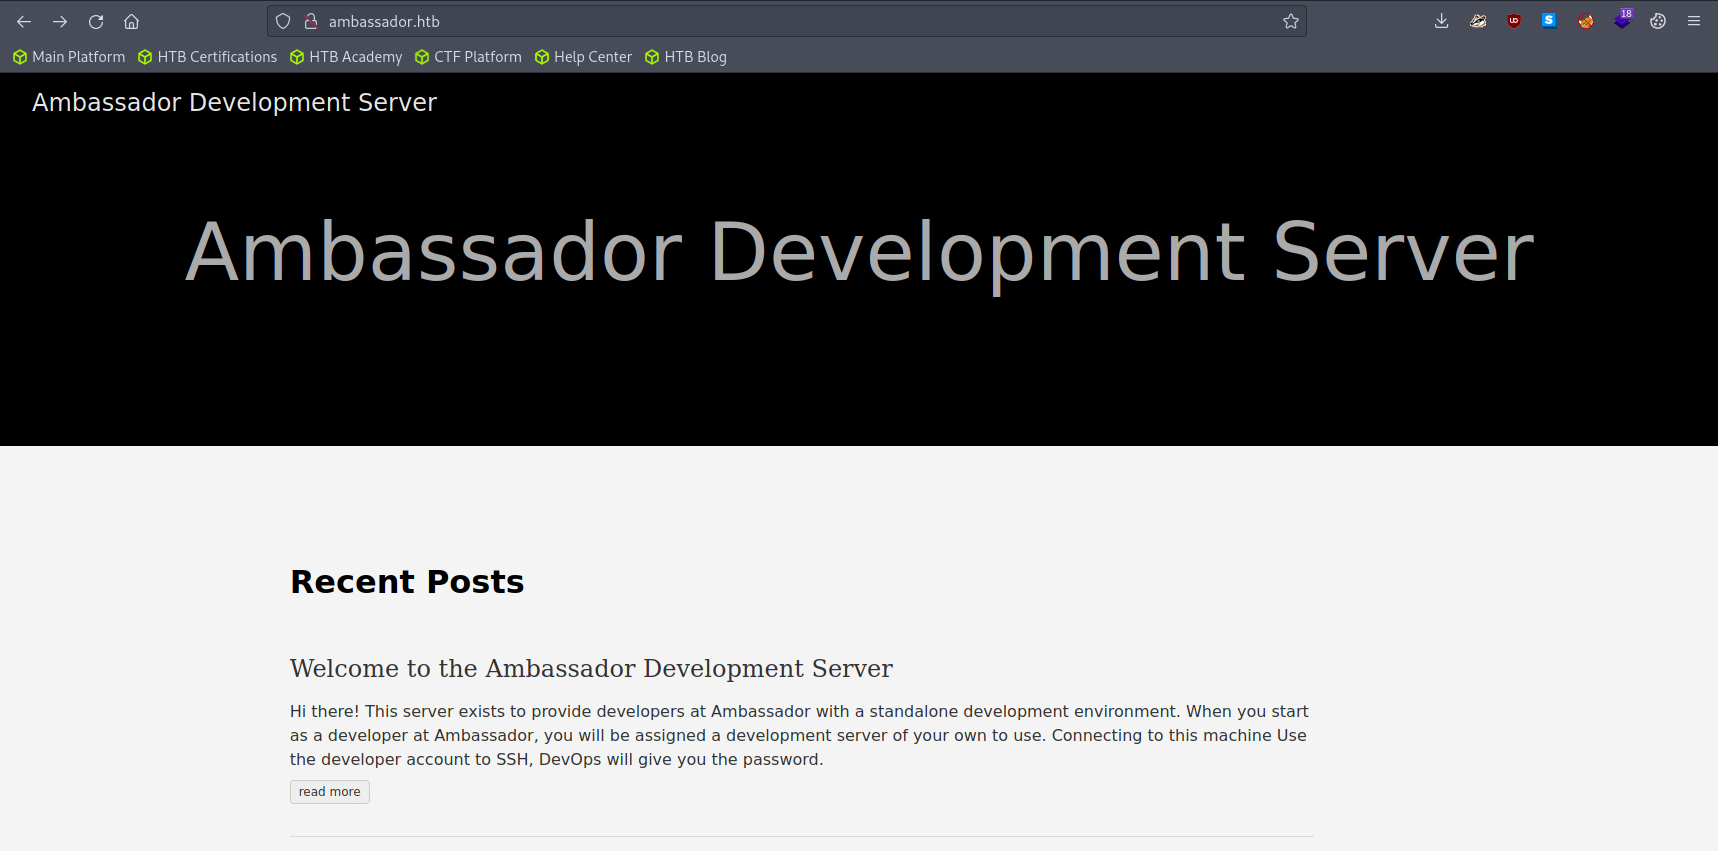 ambassador.htb
18
Main Platform HTB Certifications HTB Academy CTF Platform Help Center HTB Blog
Ambassador Development Server
Ambassador Development Server
Recent Posts
Welcome to the Ambassador Development Server
Hi there! This server exists to provide developers at Ambassador with a standalone development environment. When you start
as a developer at Ambassador, you will be assigned a development server of your own to use. Connecting to this machine Use
the developer account to SSH, DevOps will give you the password.
read more